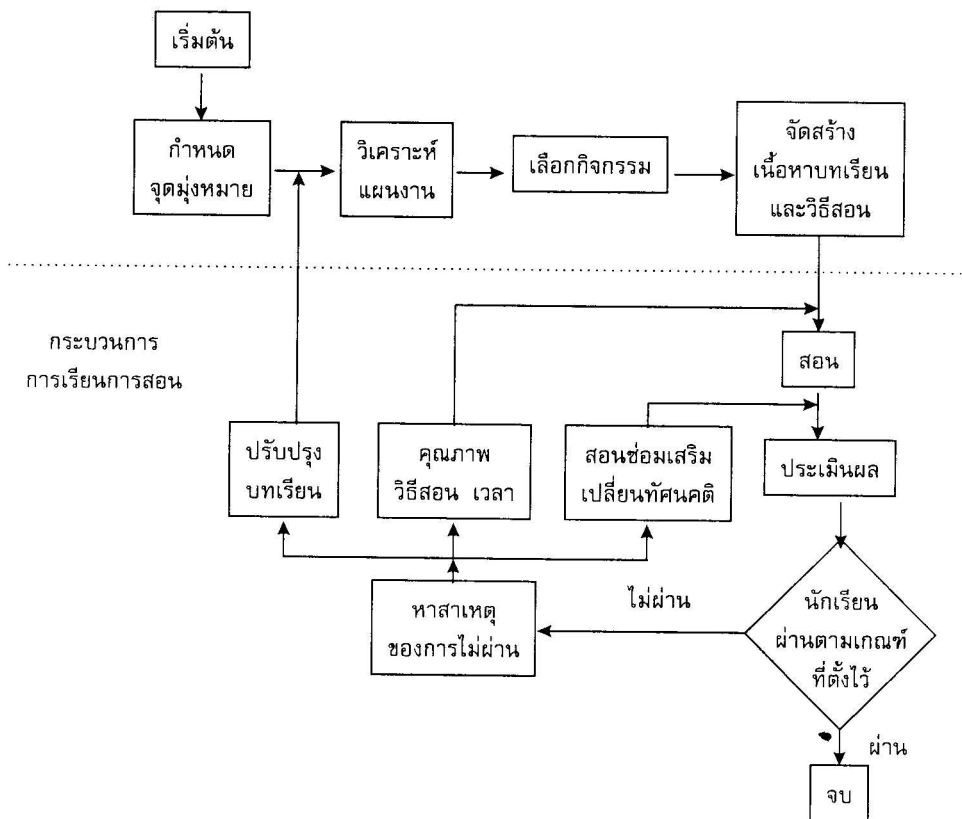 เริ่มต้น
กำหนด
จุดมุ่งหมาย
วิเคราะห์
แผนงาน
เลือกกิจกรรม
จัดสร้าง
เนื้อหาบทเรียน
และวิธีสอน
กระบวนการ
การเรียนการสอน
สอน
ปรับปรุง
บทเรียน
คุณภาพ
วิธีสอน เวลา
สอนซ่อมเสริม
เปลี่ยนทัศนคติ
ประเมินผล
หาสาเหตุ
ของการไม่ผ่าน
ไม่ผ่าน
นักเรียน
ผ่านตามเกณฑ์
ที่ตั้งไว้
ผ่าน
จบ